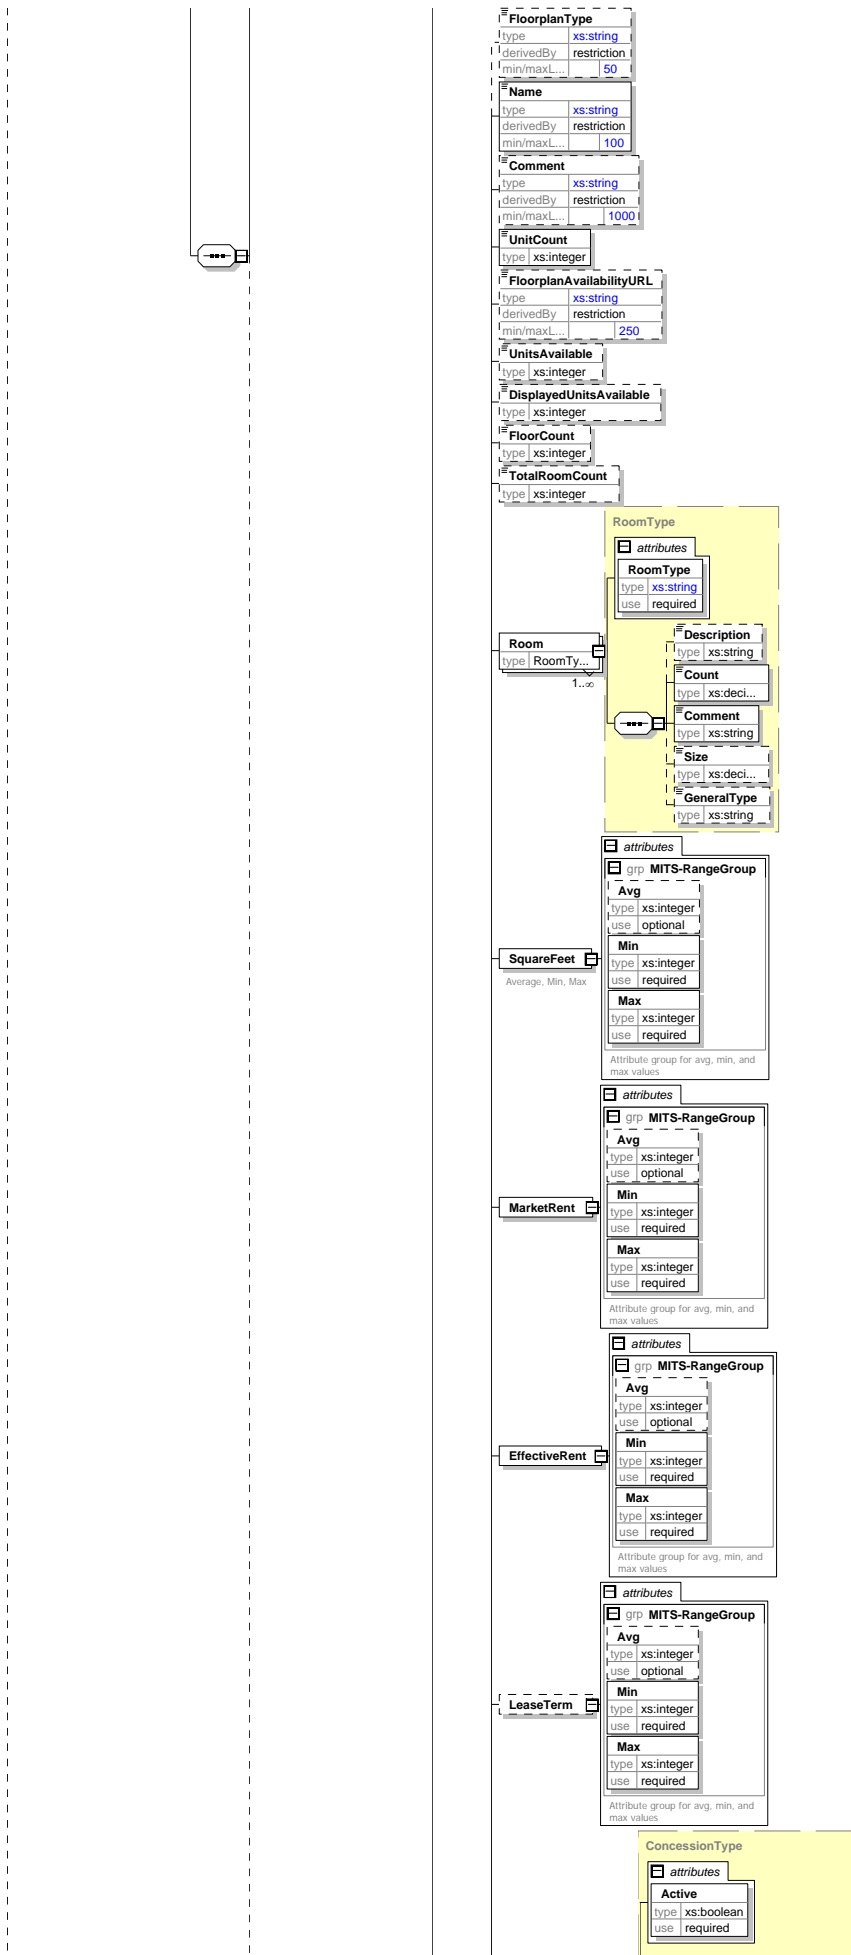 FloorplanType
type xs:string
derivedBy restriction
min/maxL... 50
Name
type xs:string
derivedBy restriction
min/maxL... 100
Comment
type xs:string
derivedBy restriction
min/maxL... 1000
UnitCount
type xs:integer
FloorplanAvailabilityURL
type xs:string
derivedBy restriction
min/maxL... 250
UnitsAvailable
type xs:integer
DisplayedUnitsAvailable
type xs:integer
FloorCount
type xs:integer
TotalRoomCount
type xs:integer
RoomType
attributes
RoomType
type xs:string
use required
Room
type RoomTy...
1..∞
Description
type xs:string
Count
type xs:deci...
Comment
type xs:string
Size
type xs:deci...
GeneralType
type xs:string
attributes
grp MITS-RangeGroup
Avg
type xs:integer
use optional
Min
type xs:integer
use required
Max
type xs:integer
use required
SquareFeet
Average, Min, Max
Attribute group for avg, min, and
max values
attributes
grp MITS-RangeGroup
Avg
type xs:integer
use optional
Min
type xs:integer
use required
Max
type xs:integer
use required
MarketRent
Attribute group for avg, min, and
max values
attributes
grp MITS-RangeGroup
Avg
type xs:integer
use optional
Min
type xs:integer
use required
Max
type xs:integer
use required
EffectiveRent
Attribute group for avg, min, and
max values
attributes
grp MITS-RangeGroup
Avg
type xs:integer
use optional
Min
type xs:integer
use required
Max
type xs:integer
use required
LeaseTerm
Attribute group for avg, min, and
max values
ConcessionType
attributes
Active
type xs:boolean
use required